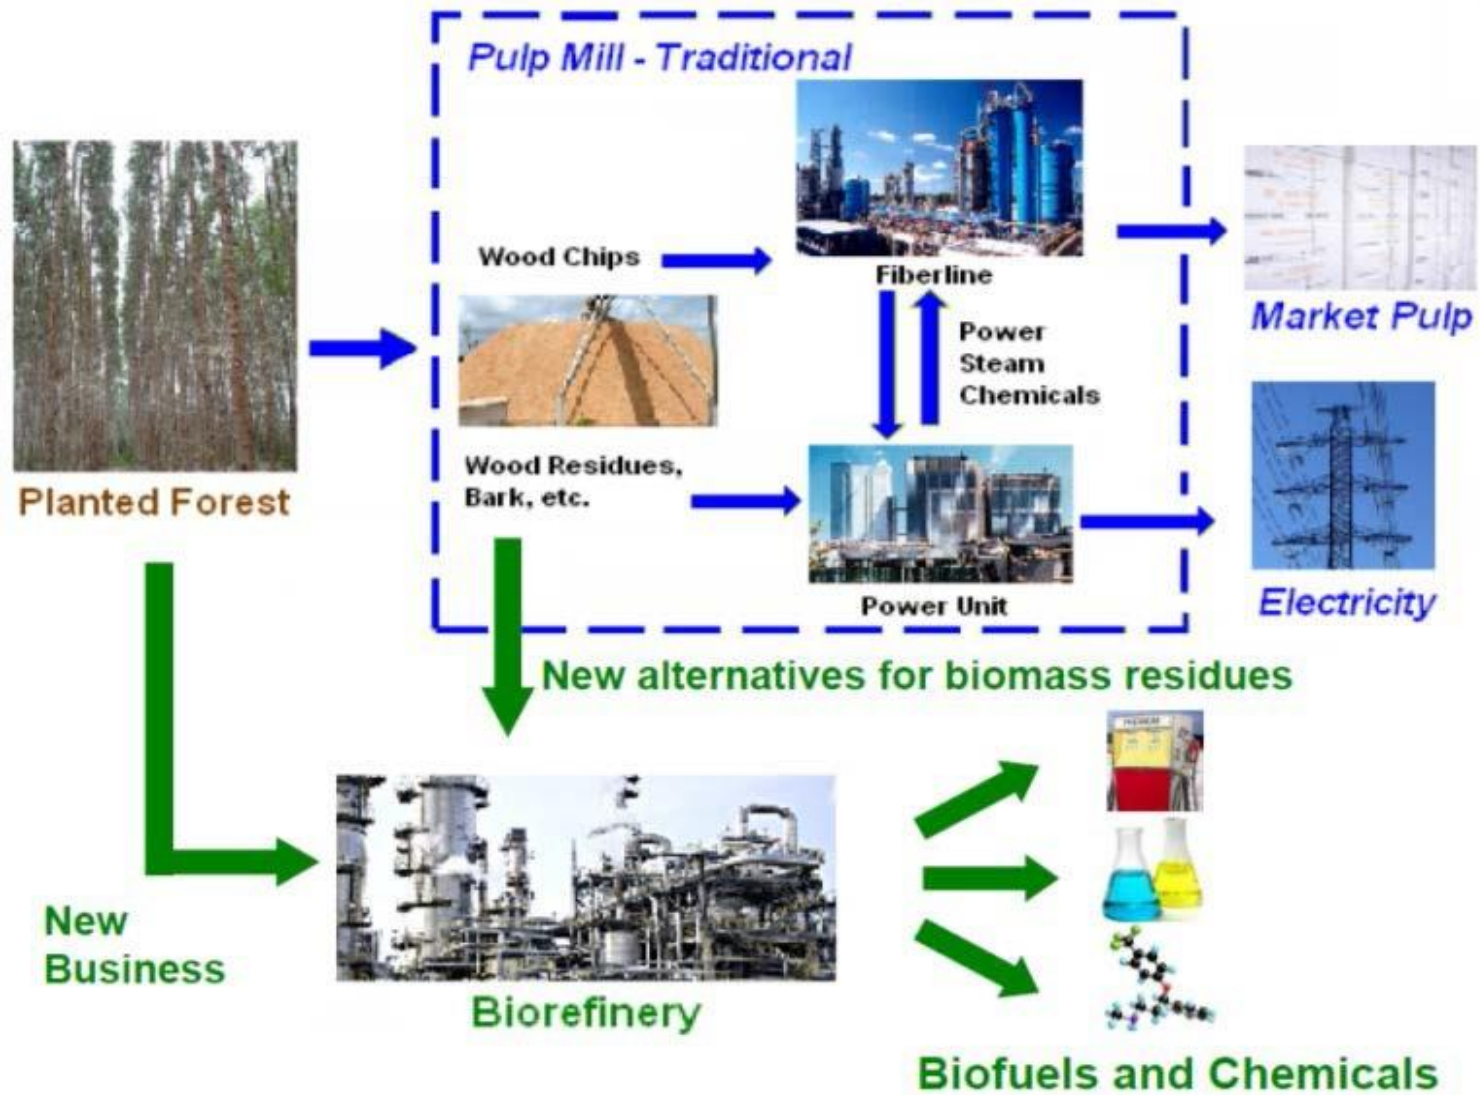 Pulp Mill - Traditional
Wood Chips
Fiberline
Power
Steam
Chemicals
Market Pulp
Wood Residues,
Bark, etc.
Planted Forest
Power Unit
Electricity
New alternatives for biomass residues
New
Business
Biorefinery
Biofuels and Chemicals